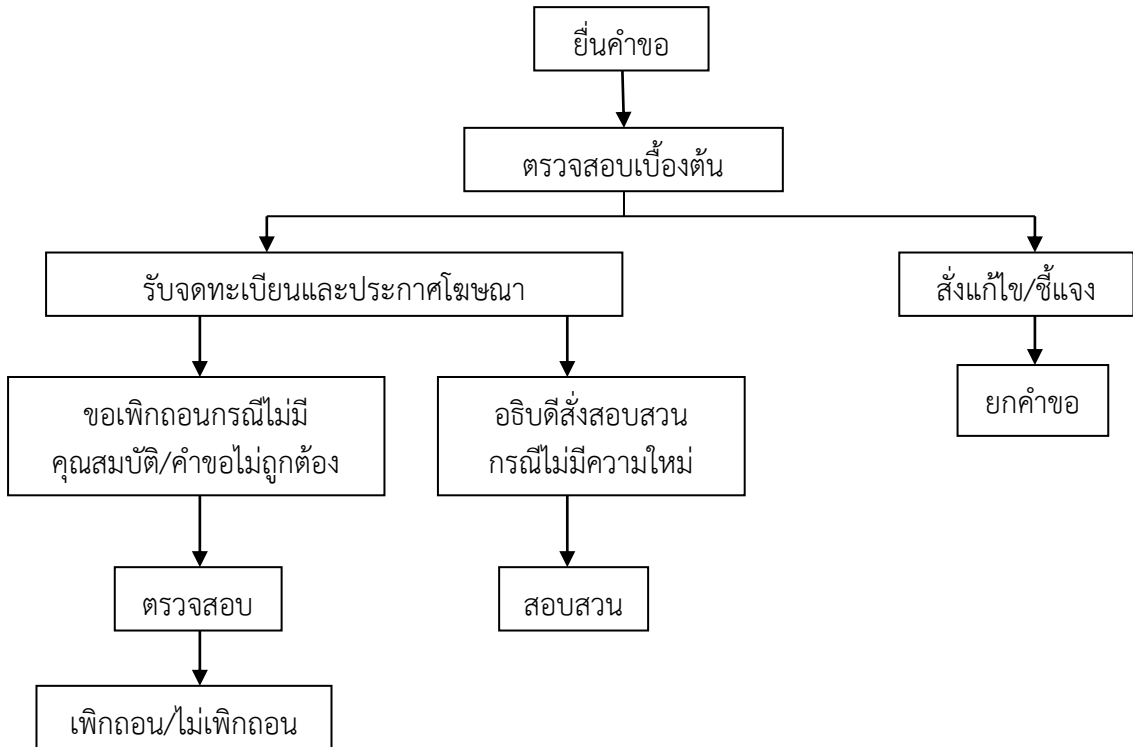 ยื่นคำขอ
ตรวจสอบเบื้องต้น
รับจดทะเบียนและประกาศโฆษณา
สั่งแก้ไข/ชี้แจง
ขอเพิกถอนกรณีไม่มี
คุณสมบัติ/คำขอไม่ถูกต้อง
อธิบดีสั่งสอบสวน
กรณีไม่มีความใหม่
ยกคำขอ
ตรวจสอบ
สอบสวน
เพิกถอน/ไม่เพิกถอน